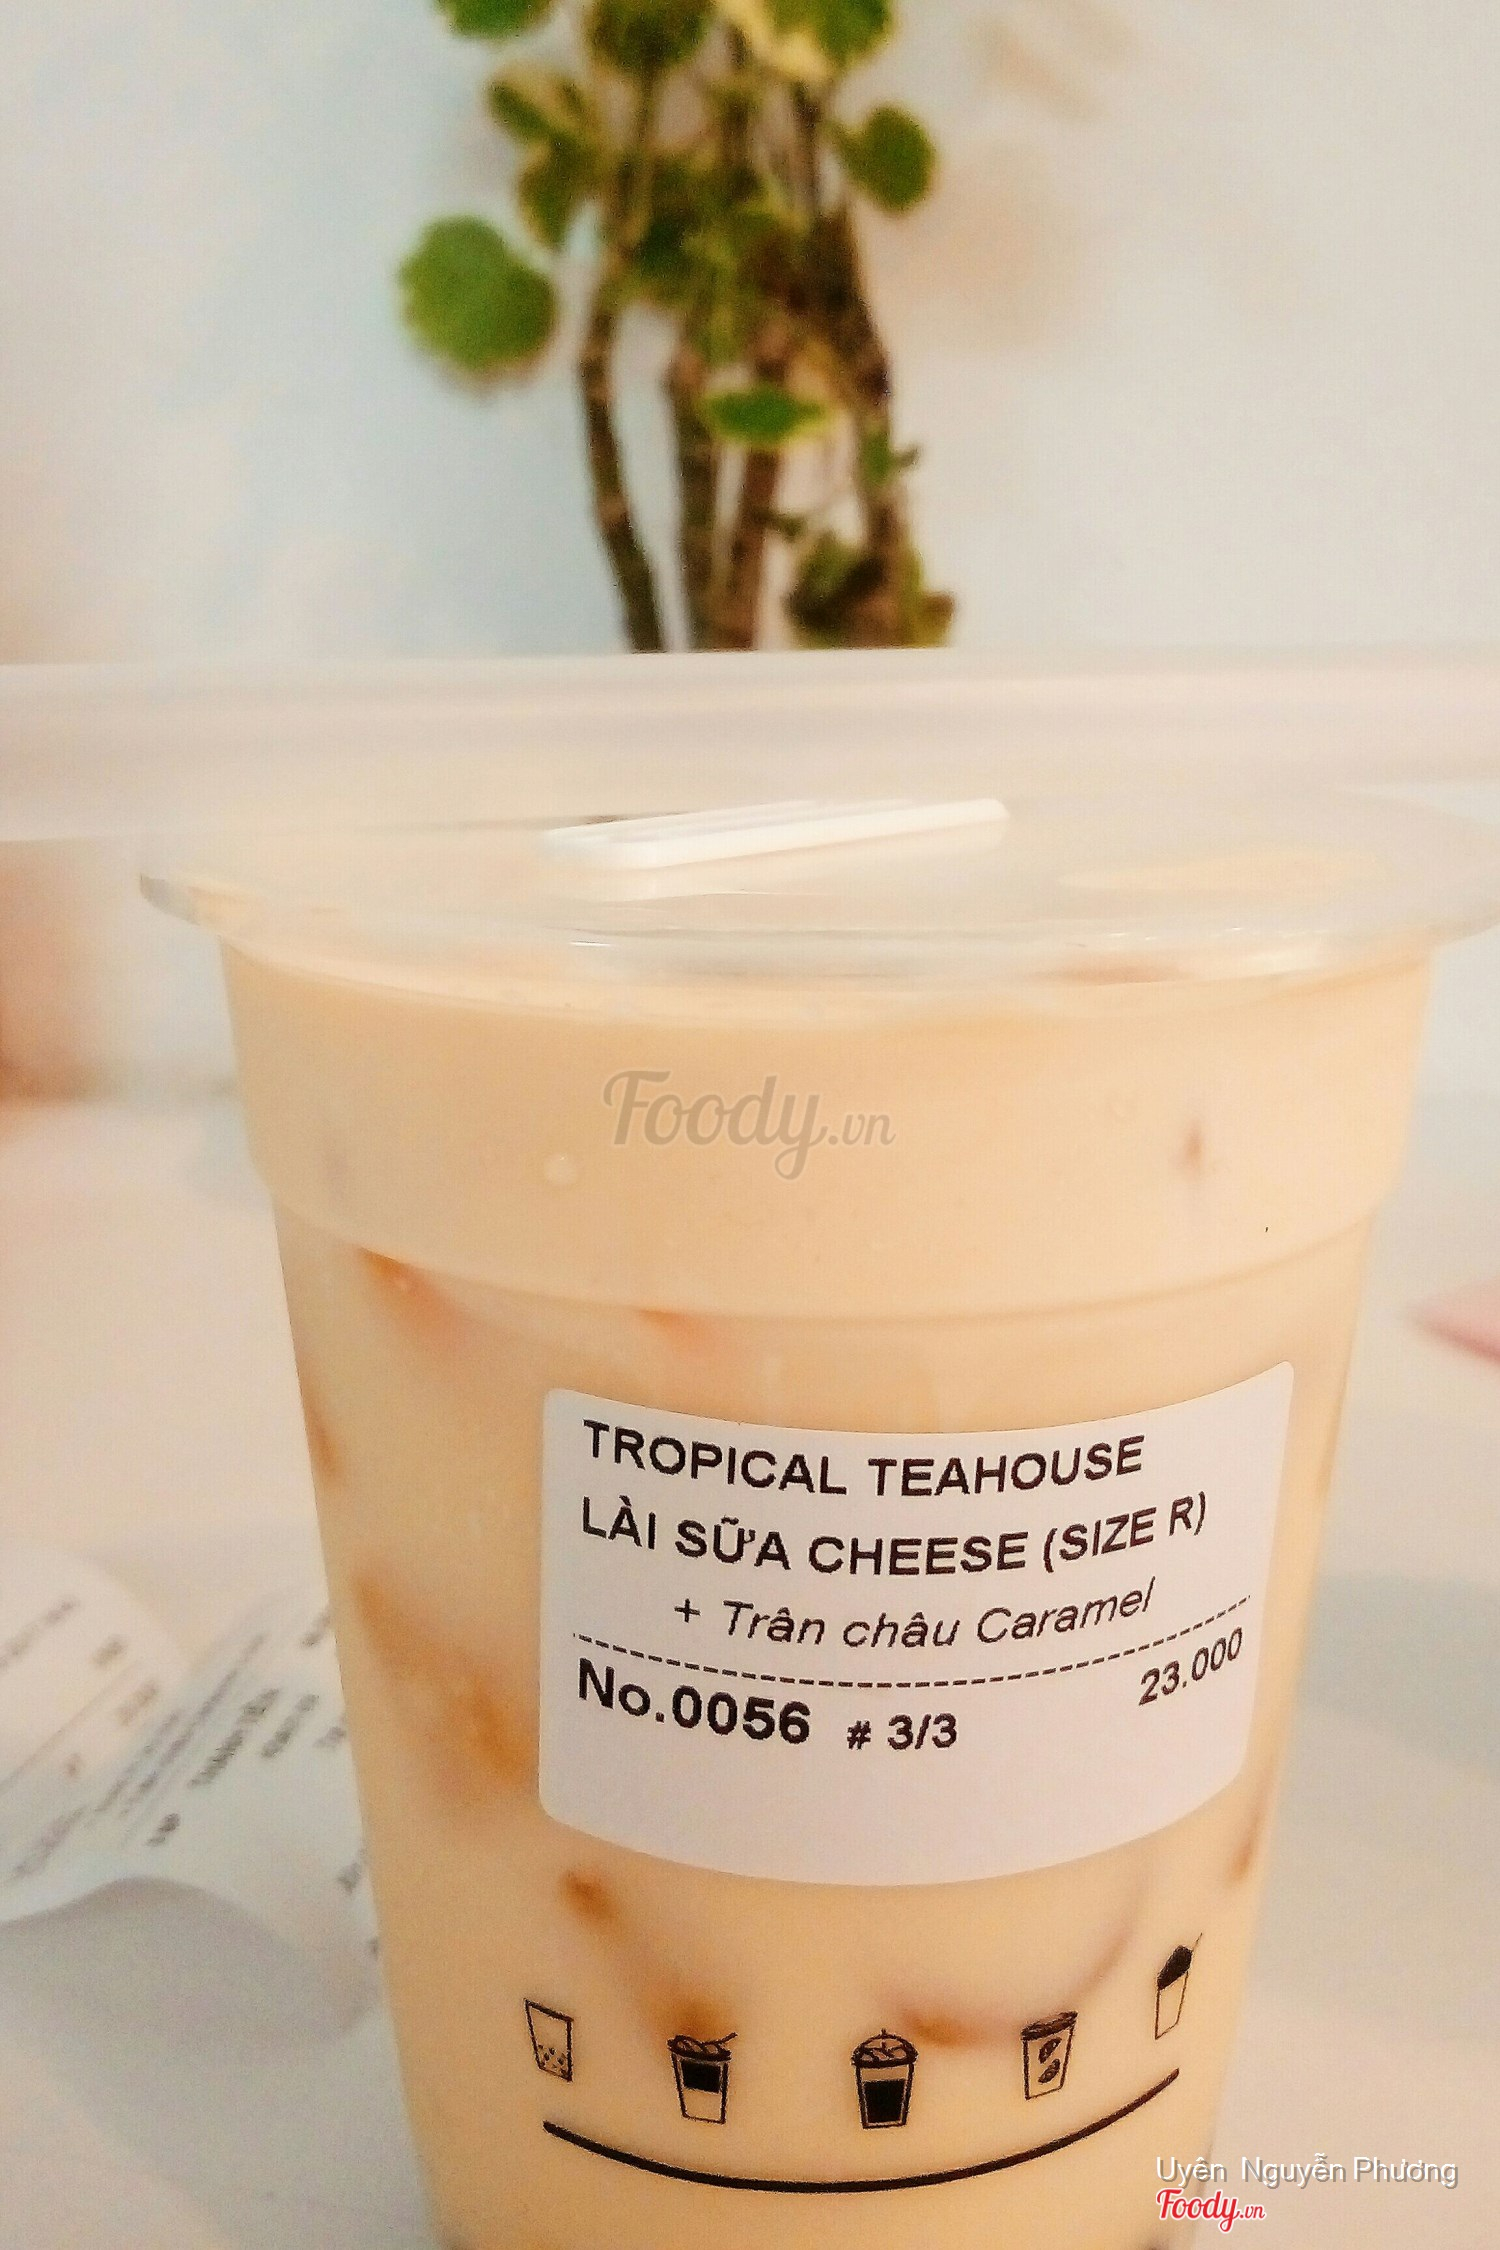 Foody.vn
TROPICAL TEAHOUSE
LÀI SỮA CHEESE (SIZE R)
+ Trân châu Caramel
23.000
No.0056 # 3/3
Uyên Nguyễn Phương
Foody.vn